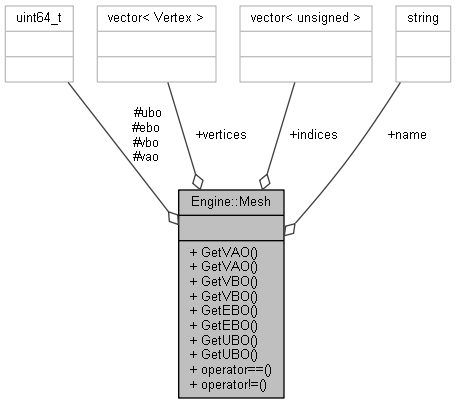 uint64_t
vector< Vertex >
vector< unsigned >
string
#ubo
#ebo
#vbo
#vao
+vertices
+indices
+name
Engine::Mesh
+ GetVAO()
+ GetVAO()
+ GetVBO()
+ GetVBO()
+ GetEBO()
+ GetEBO()
+ GetUBO()
+ GetUBO()
+ operator==()
+ operator!=()